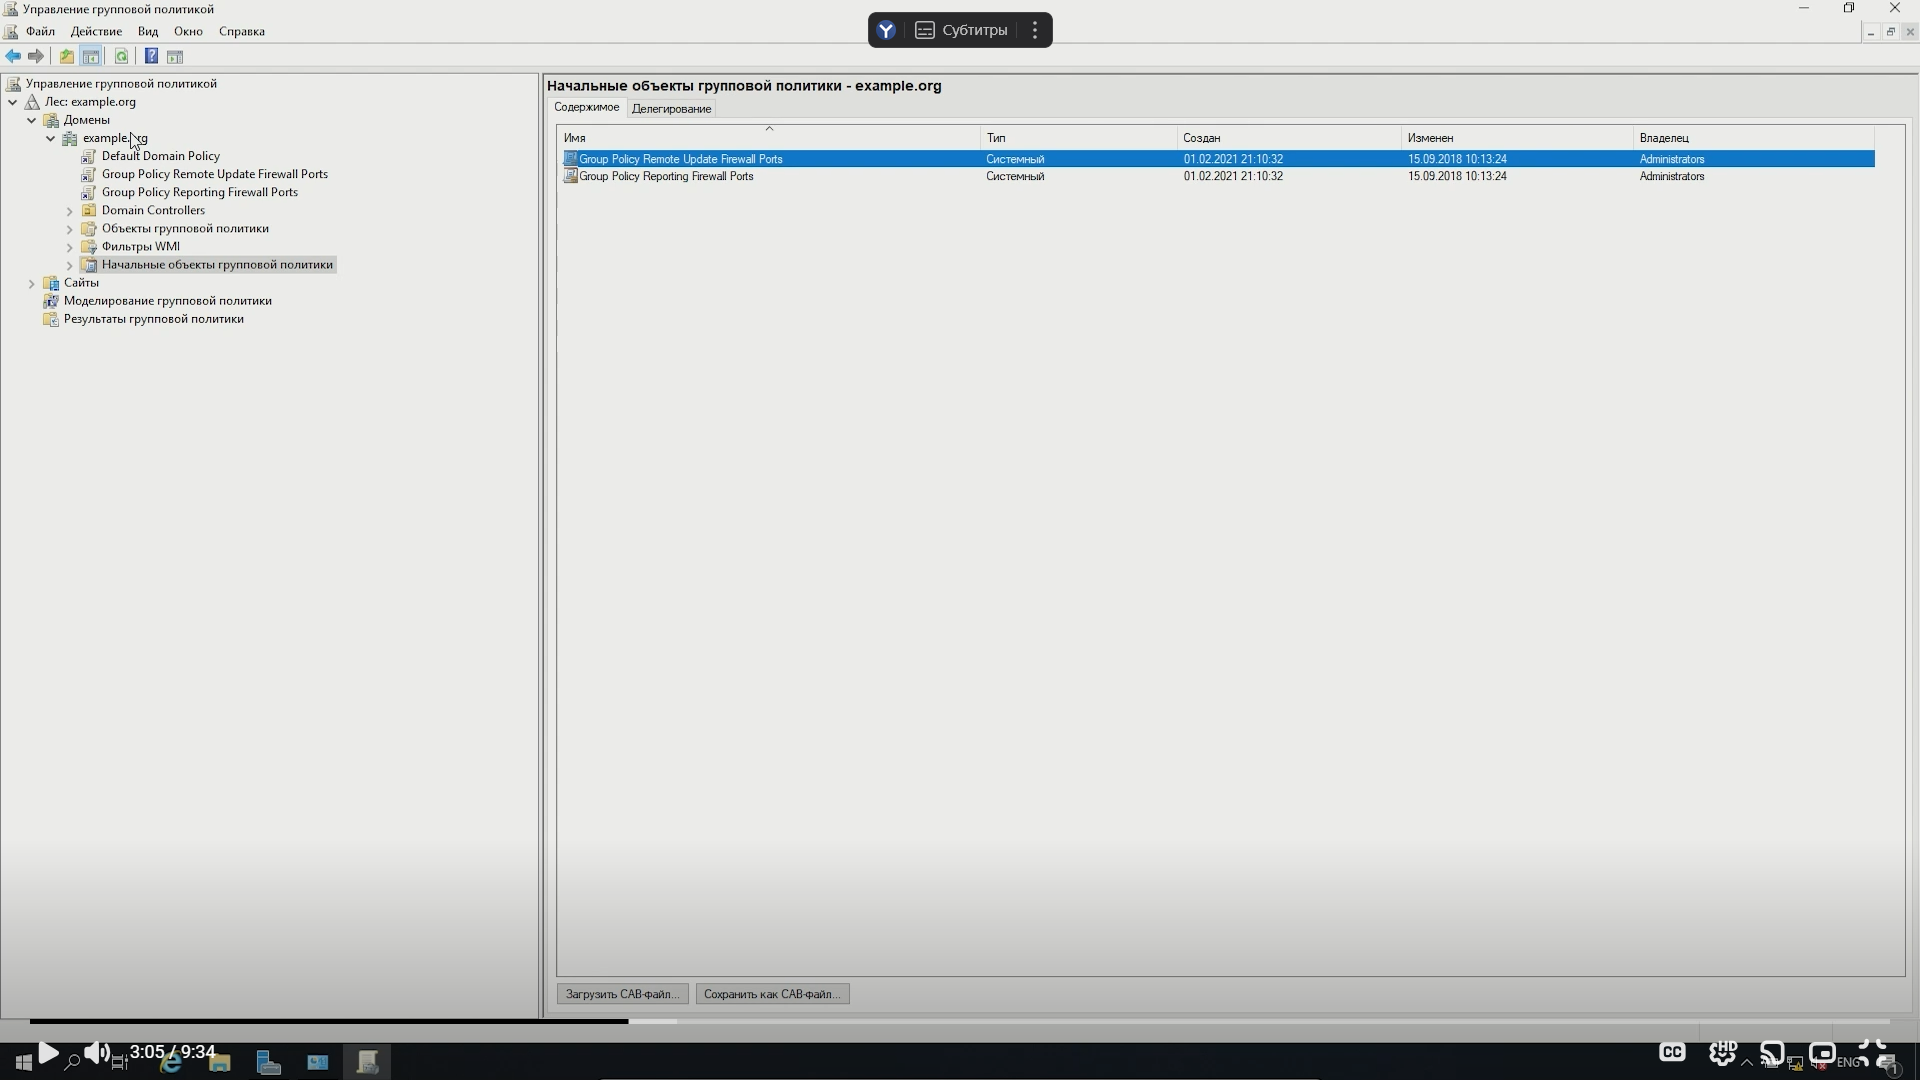 Управление групповой политикой
Файл Действие Вид Окно Справка
Субтитры
Управление групповой политикой
Лес: example.org
Домены
example.org
Default Domain Policy
Group Policy Remote Update Firewall Ports
Group Policy Reporting Firewall Ports
Domain Controllers
Объекты групповой политики
Фильтры WMI
Начальные объекты групповой политики
Сайты
Моделирование групповой политики
Результаты групповой политики
Начальные объекты групповой политики - example.org
Содержимое Делегирование
Имя Тип Создан Изменен Владелец
Group Policy Remote Update Firewall Ports Системный 01.02.2021 21:10:32 15.09.2018 10:13:24 Administrators
Group Policy Reporting Firewall Ports Системный 01.02.2021 21:10:32 15.09.2018 10:13:24 Administrators
Загрузить CAB-файл... Сохранить как CAB-файл...
3:05 / 9:34 CC HD ENG 1